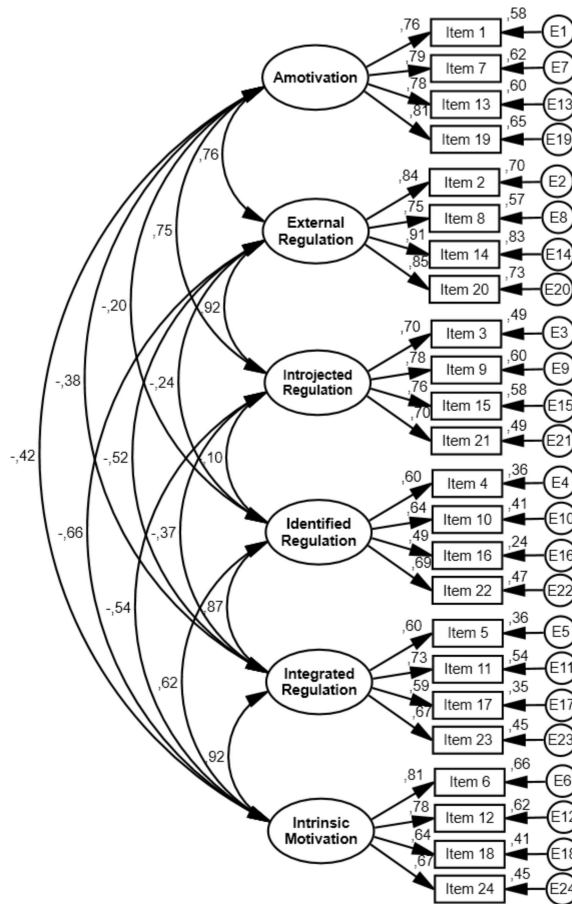 ,76 Item 1 ,58 E1
,79 Item 7 ,62 E7
Amotivation
,78 Item 13 ,60 E13
,81 Item 19 ,65 E19
,76
,84 Item 2 ,70 E2
,75 Item 8 ,57 E8
External
Regulation
,91 Item 14 ,83 E14
,85 Item 20 ,73 E20
,75
-,20
,92
,70 Item 3 ,49 E3
,78 Item 9 ,60 E9
Introjected
Regulation
,76 Item 15 ,58 E15
,70 Item 21 ,49 E21
-,38
-,24
-,42
-,52
-,10
,60 Item 4 ,36 E4
,64 Item 10 ,41 E10
Identified
Regulation
,49 Item 16 ,24 E16
,69 Item 22 ,47 E22
-,66
-,37
-,54
,87
,60 Item 5 ,36 E5
,73 Item 11 ,54 E11
Integrated
Regulation
,59 Item 17 ,35 E17
,67 Item 23 ,45 E23
,62
,92
,81 Item 6 ,66 E6
,78 Item 12 ,62 E12
Intrinsic
Motivation
,64 Item 18 ,41 E18
,67 Item 24 ,45 E24